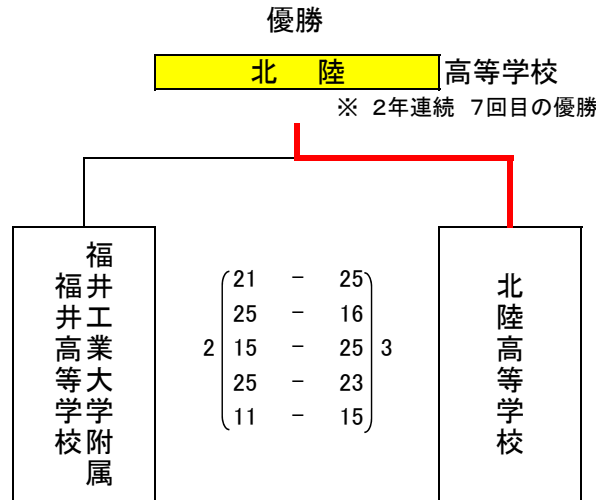 優勝
北 陸 高等学校
※ 2年連続 7回目の優勝
福井工業大学附属
福井高等学校
2
21 - 25
25 - 16
15 - 25
25 - 23
11 - 15
3
北陸高等学校